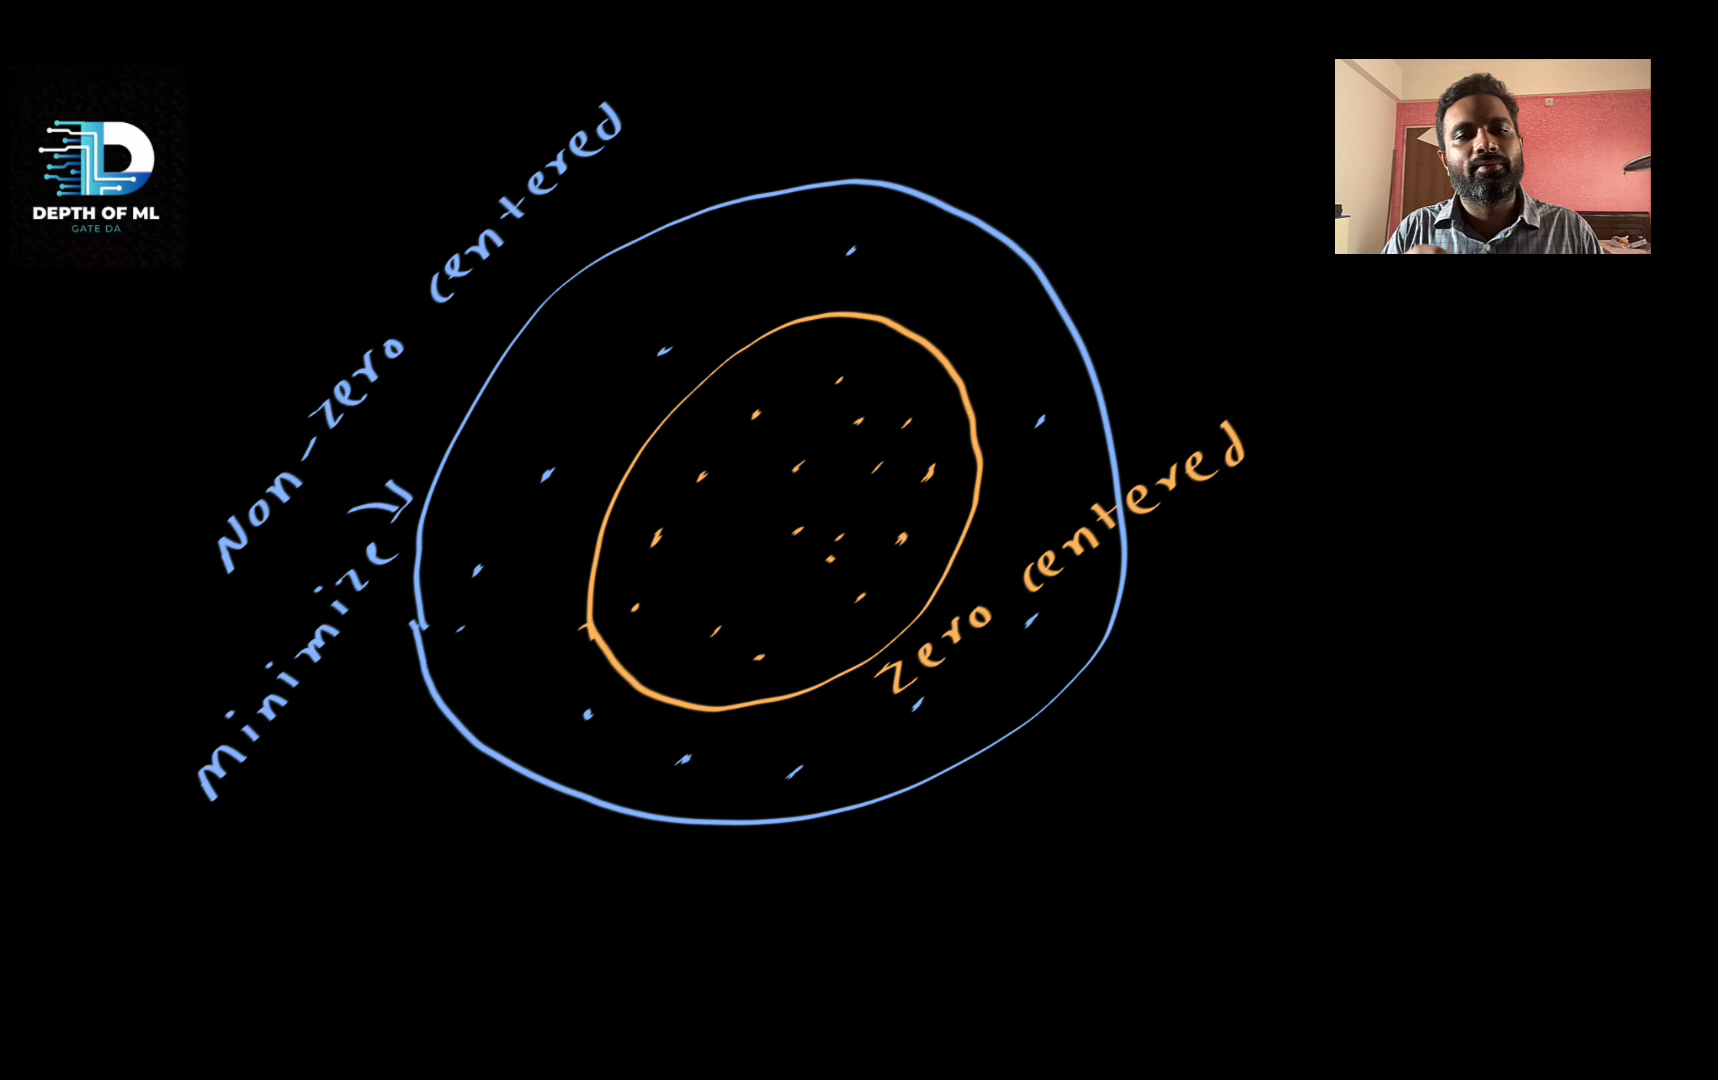 DEPTH OF ML
GATE DA
Non-zero centered
Minimize
Zero centered